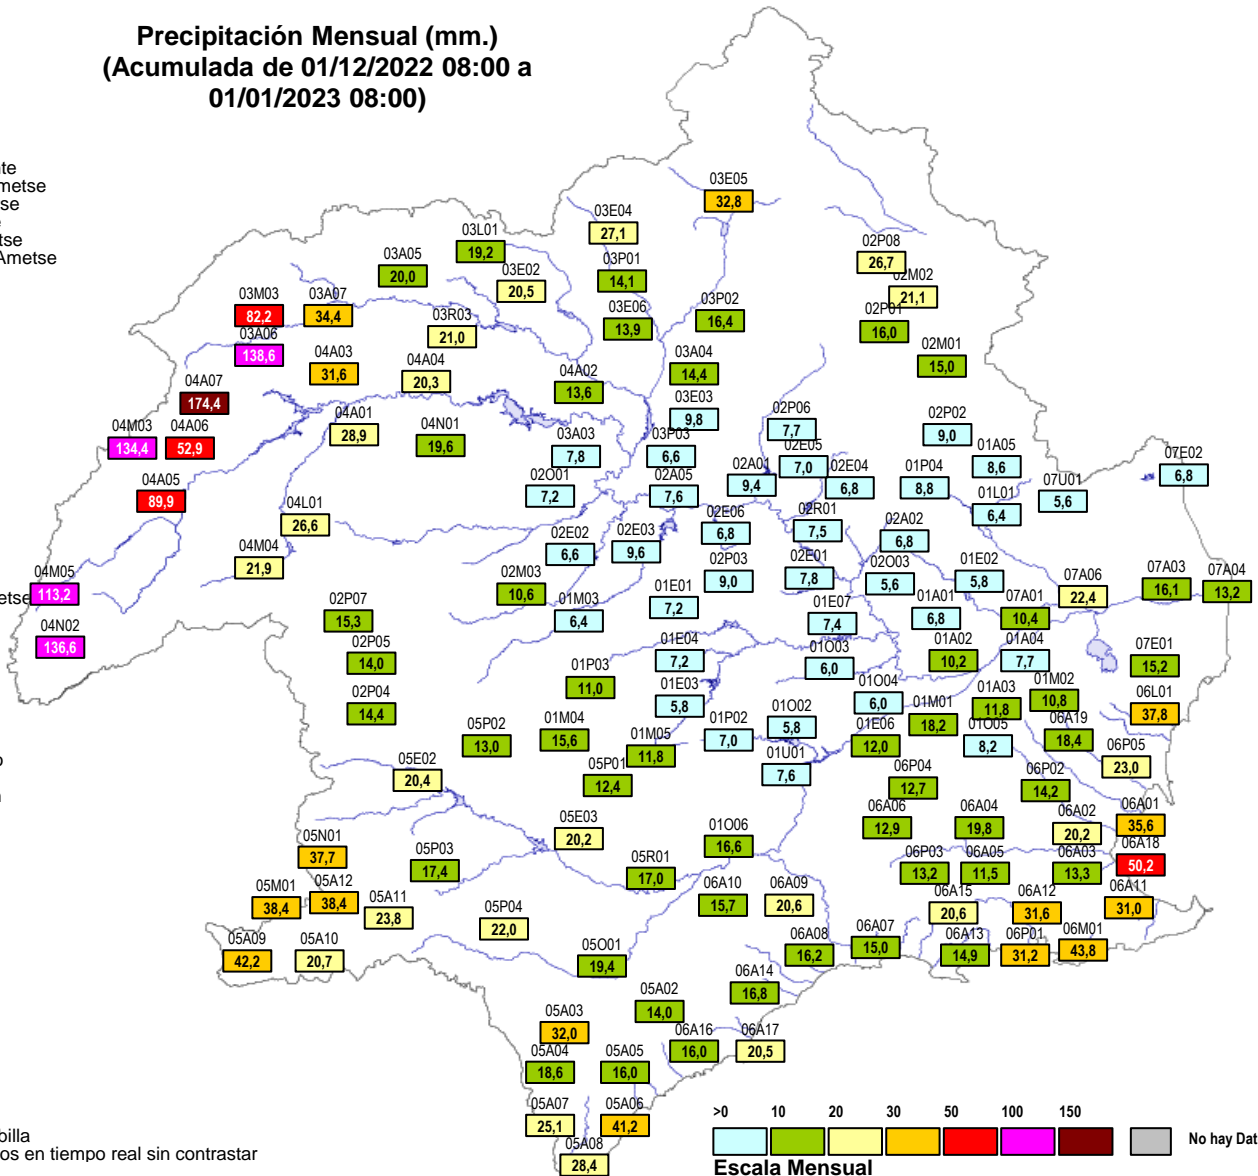 Precipitación Mensual (mm.)
(Acumulada de 01/12/2022 08:00 a
01/01/2023 08:00)
03E05
32,8
03E04
27,1
03L01
19,2
03A05
20,0
03E02
20,5
03P01
14,1
02P08
26,7
02M02
21,1
03M03
82,2
03A07
34,4
03R03
21,0
03E06
13,9
03P02
16,4
02P01
16,0
03A06
138,6
04A03
31,6
04A04
20,3
04A02
13,6
03A04
14,4
02M01
15,0
04A07
174,4
03E03
9,8
04M03
134,4
04A06
52,9
04A01
28,9
04N01
19,6
03A03
7,8
03P03
6,6
02P06
7,7
02P02
9,0
02E05
7,0
01A05
8,6
07E02
6,8
04A05
89,9
02O01
7,2
02A05
7,6
02A01
9,4
02E04
6,8
01P04
8,8
07U01
5,6
04L01
26,6
01L01
6,4
02E06
6,8
02R01
7,5
02A02
6,8
04M04
21,9
02E02
6,6
02E03
9,6
04M05
113,2
02M03
10,6
02P03
9,0
02E01
7,8
02O03
5,6
01E02
5,8
07A06
22,4
07A03
16,1
07A04
13,2
02P07
15,3
01M03
6,4
01E01
7,2
01E07
7,4
01A01
6,8
07A01
10,4
04N02
136,6
02P05
14,0
01E04
7,2
01O03
6,0
01A02
10,2
01A04
7,7
07E01
15,2
02P04
14,4
01P03
11,0
01E03
5,8
01O04
6,0
01A03
11,8
01M02
10,8
06L01
37,8
05P02
13,0
01M04
15,6
01M05
11,8
01P02
7,0
01O02
5,8
01E06
12,0
01M01
18,2
01O05
8,2
06A19
18,4
06P05
23,0
05E02
20,4
05P01
12,4
01U01
7,6
06P04
12,7
06P02
14,2
05E03
20,2
01O06
16,6
06A06
12,9
06A04
19,8
06A02
20,2
06A01
35,6
05N01
37,7
05P03
17,4
05R01
17,0
06P03
13,2
06A05
11,5
06A03
13,3
06A18
50,2
05M01
38,4
05A12
38,4
05A11
23,8
05P04
22,0
06A10
15,7
06A09
20,6
06A15
20,6
06A12
31,6
06A11
31,0
05A09
42,2
05A10
20,7
05O01
19,4
06A08
16,2
06A07
15,0
06A13
14,9
06P01
31,2
06M01
43,8
05A03
32,0
05A02
14,0
06A14
16,8
05A04
18,6
05A05
16,0
06A16
16,0
06A17
20,5
05A07
25,1
05A06
41,2
05A08
28,4
nte
metse
tse
e
tse
Ametse
etse
o
n
billa
os en tiempo real sin contrastar
>0 10 20 30 50 100 150
No hay Dat
Escala Mensual